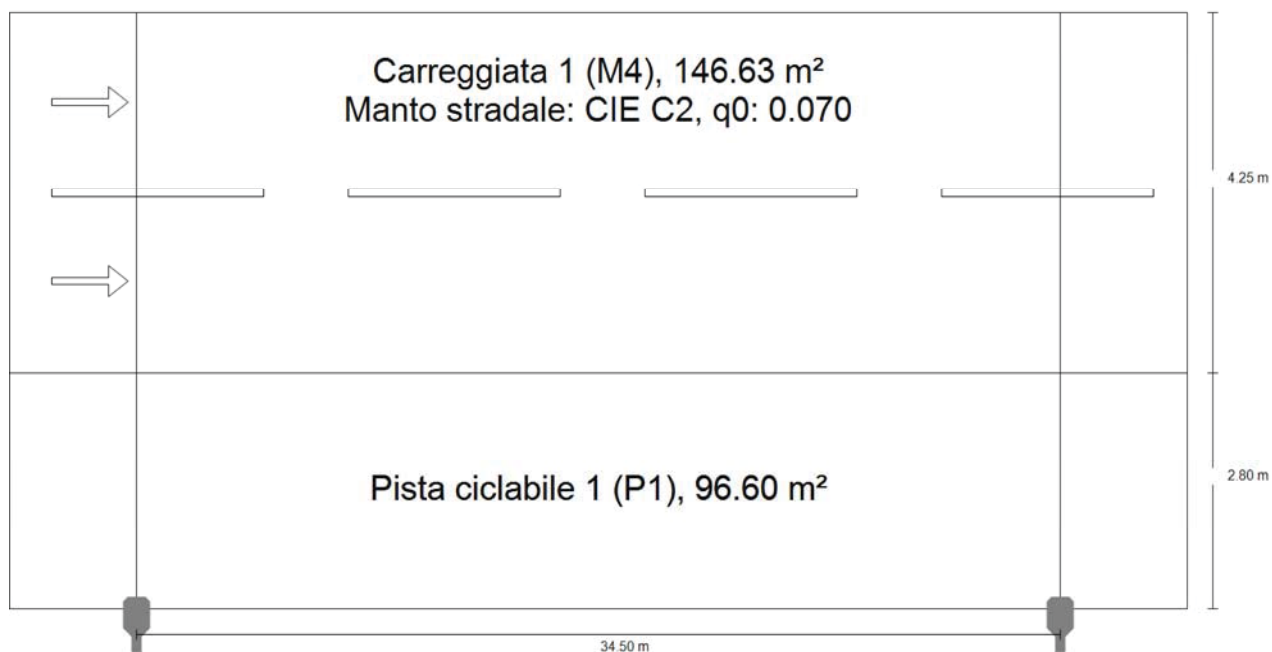 Carreggiata 1 (M4), 146.63 m²
Manto stradale: CIE C2, q0: 0.070
4.25 m
Pista ciclabile 1 (P1), 96.60 m²
2.80 m
34.50 m